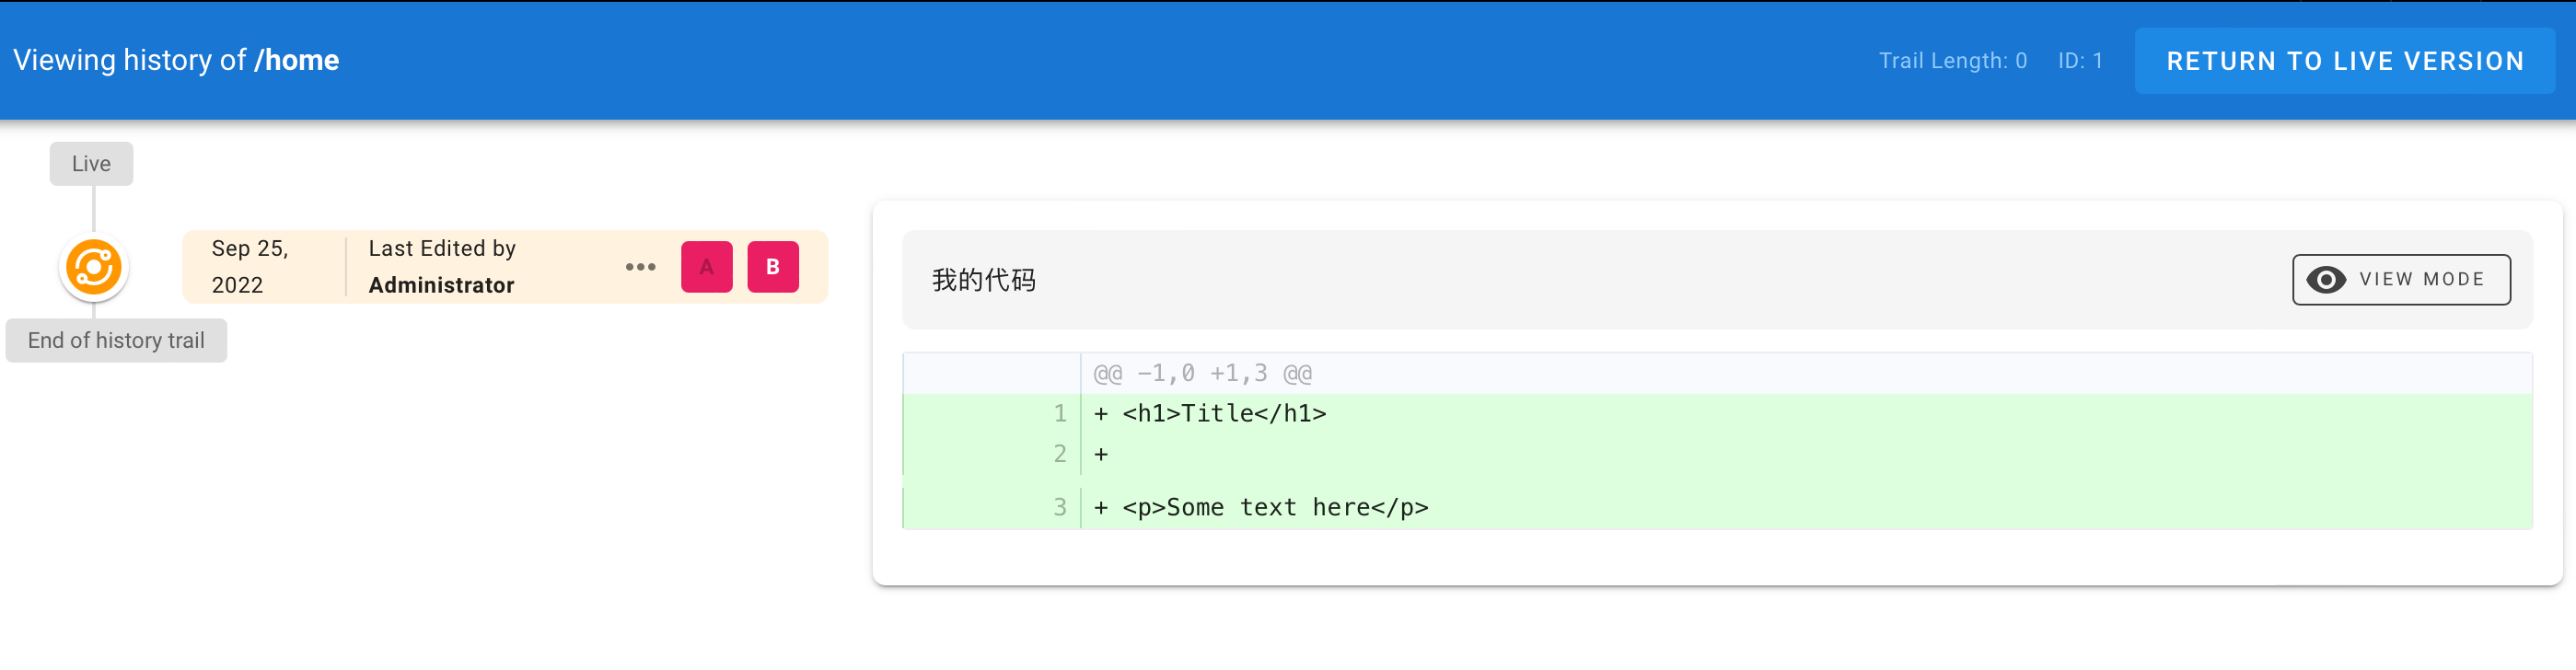 Viewing history of /home
Trail Length: 0 ID: 1 RETURN TO LIVE VERSION
Live
Sep 25,
2022
Last Edited by
Administrator
A B
End of history trail
我的代码
VIEW MODE
@@ -1,0 +1,3 @@
1 + <h1>Title</h1>
2 +
3 + <p>Some text here</p>